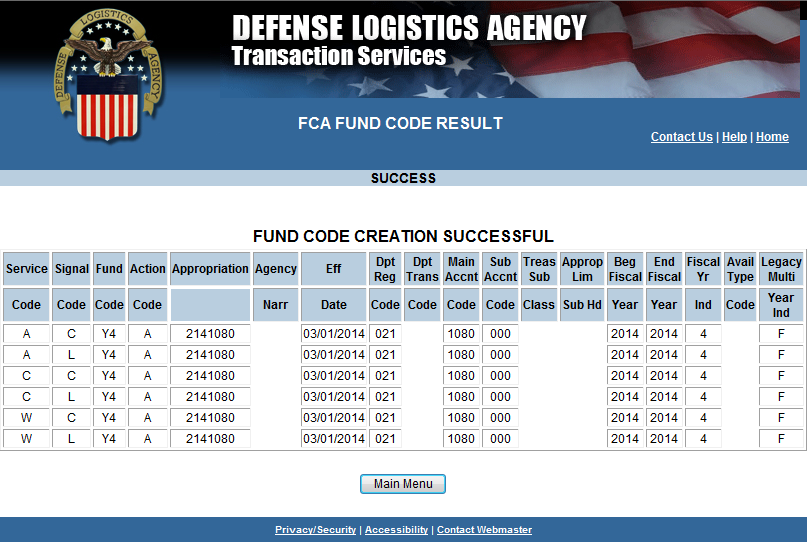 DEFENSE LOGISTICS AGENCY
DEFENSE LOGISTICS AGENCY
Transaction Services
FCA FUND CODE RESULT
Contact Us | Help | Home
SUCCESS
FUND CODE CREATION SUCCESSFUL
Service Signal Fund Action Appropriation Agency Eff Dpt Reg Dpt Trans Main Accnt Sub Accnt Treas Sub Approp Lim Beg Fiscal End Fiscal Fiscal Yr Avail Type Legacy Multi
Code Code Code Code Narr Date Code Code Code Code Class Sub Hd Year Year Ind Code Year Ind
A C Y4 A 2141080 03/01/2014 021 1080 000 2014 2014 4 F
A L Y4 A 2141080 03/01/2014 021 1080 000 2014 2014 4 F
C C Y4 A 2141080 03/01/2014 021 1080 000 2014 2014 4 F
C L Y4 A 2141080 03/01/2014 021 1080 000 2014 2014 4 F
W C Y4 A 2141080 03/01/2014 021 1080 000 2014 2014 4 F
W L Y4 A 2141080 03/01/2014 021 1080 000 2014 2014 4 F
Main Menu
Privacy/Security | Accessibility | Contact Webmaster